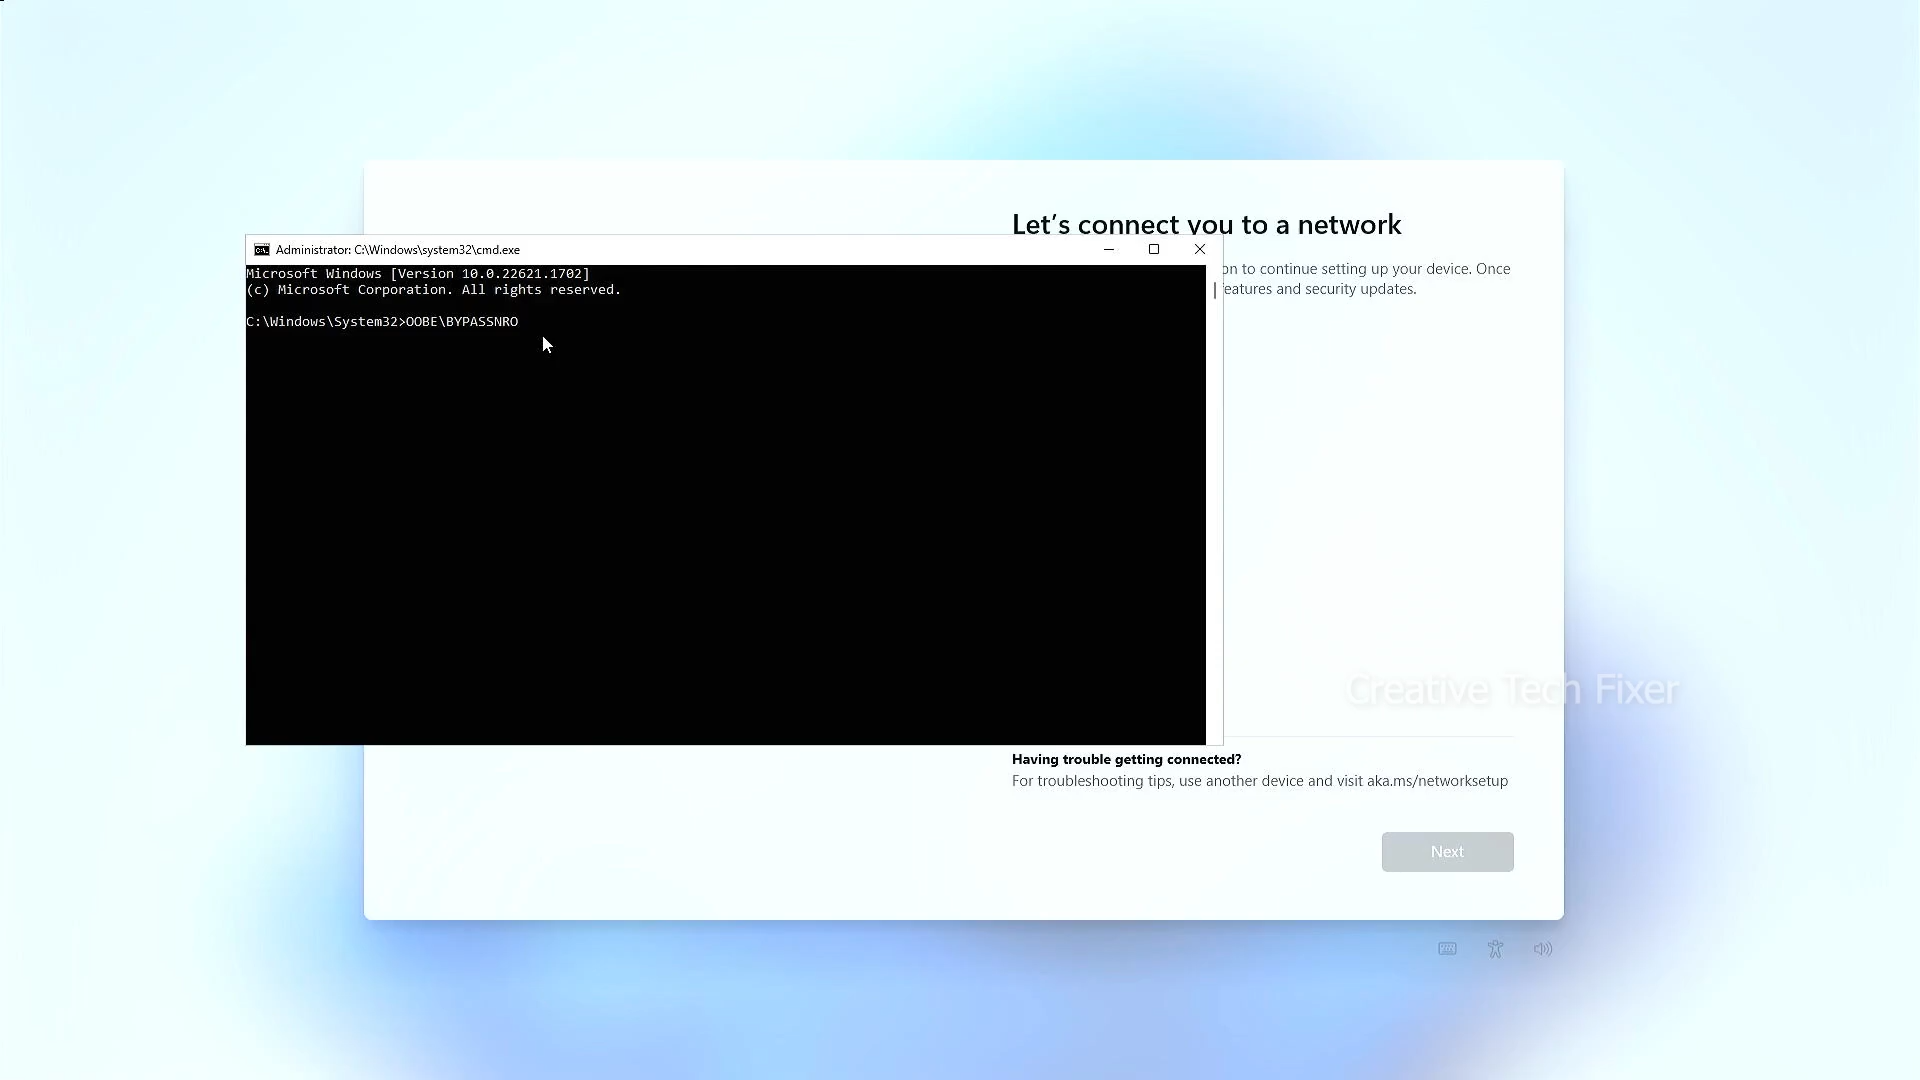 Let's connect you to a network
on to continue setting up your device. Once
features and security updates.
Administrator: C:\Windows\system32\cmd.exe
Microsoft Windows [Version 10.0.22621.1702]
(c) Microsoft Corporation. All rights reserved.
C:\Windows\System32>OOBE\BYPASSNRO
Creative Tech Fixer
Having trouble getting connected?
For troubleshooting tips, use another device and visit aka.ms/networksetup
Next